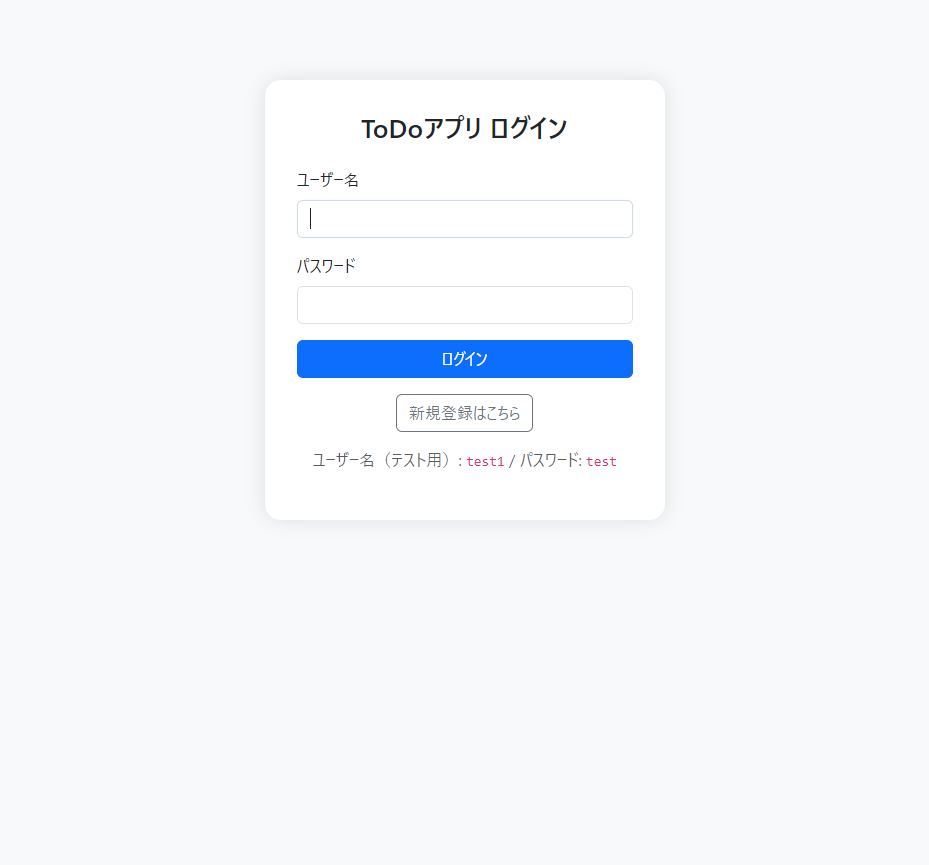 ToDoアプリ ログイン
ユーザー名
パスワード
ログイン
新規登録はこちら
ユーザー名（テスト用）: test1 / パスワード: test